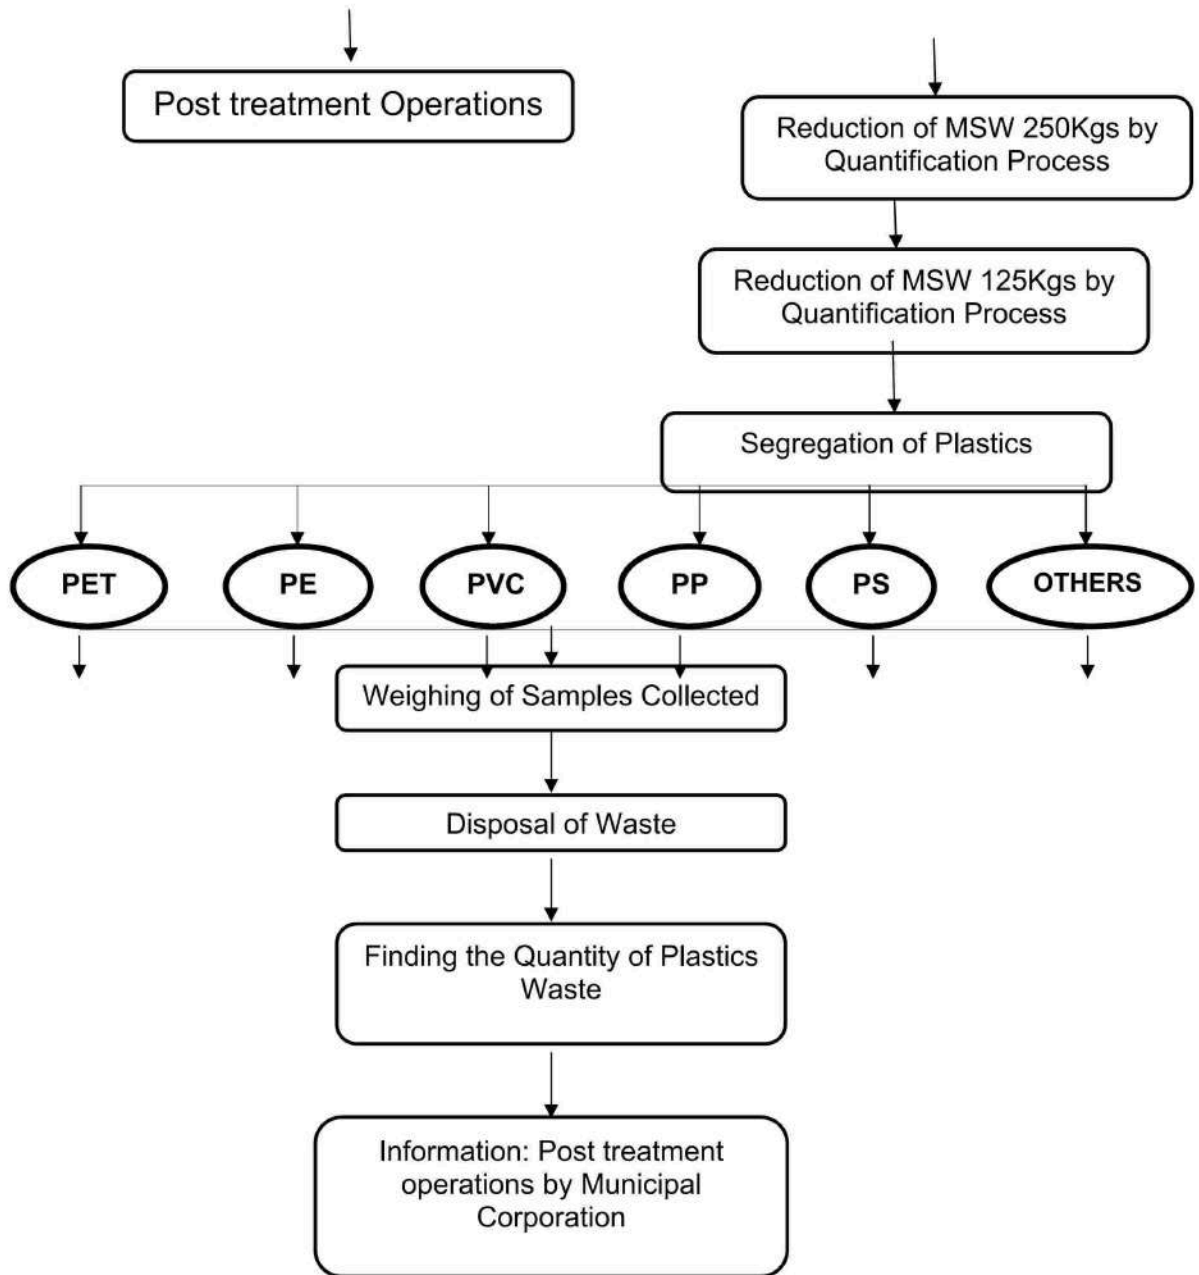 Post treatment Operations
Reduction of MSW 250Kgs by
Quantification Process
Reduction of MSW 125Kgs by
Quantification Process
Segregation of Plastics
PET
PE
PVC
PP
PS
OTHERS
Weighing of Samples Collected
Disposal of Waste
Finding the Quantity of Plastics
Waste
Information: Post treatment
operations by Municipal
Corporation